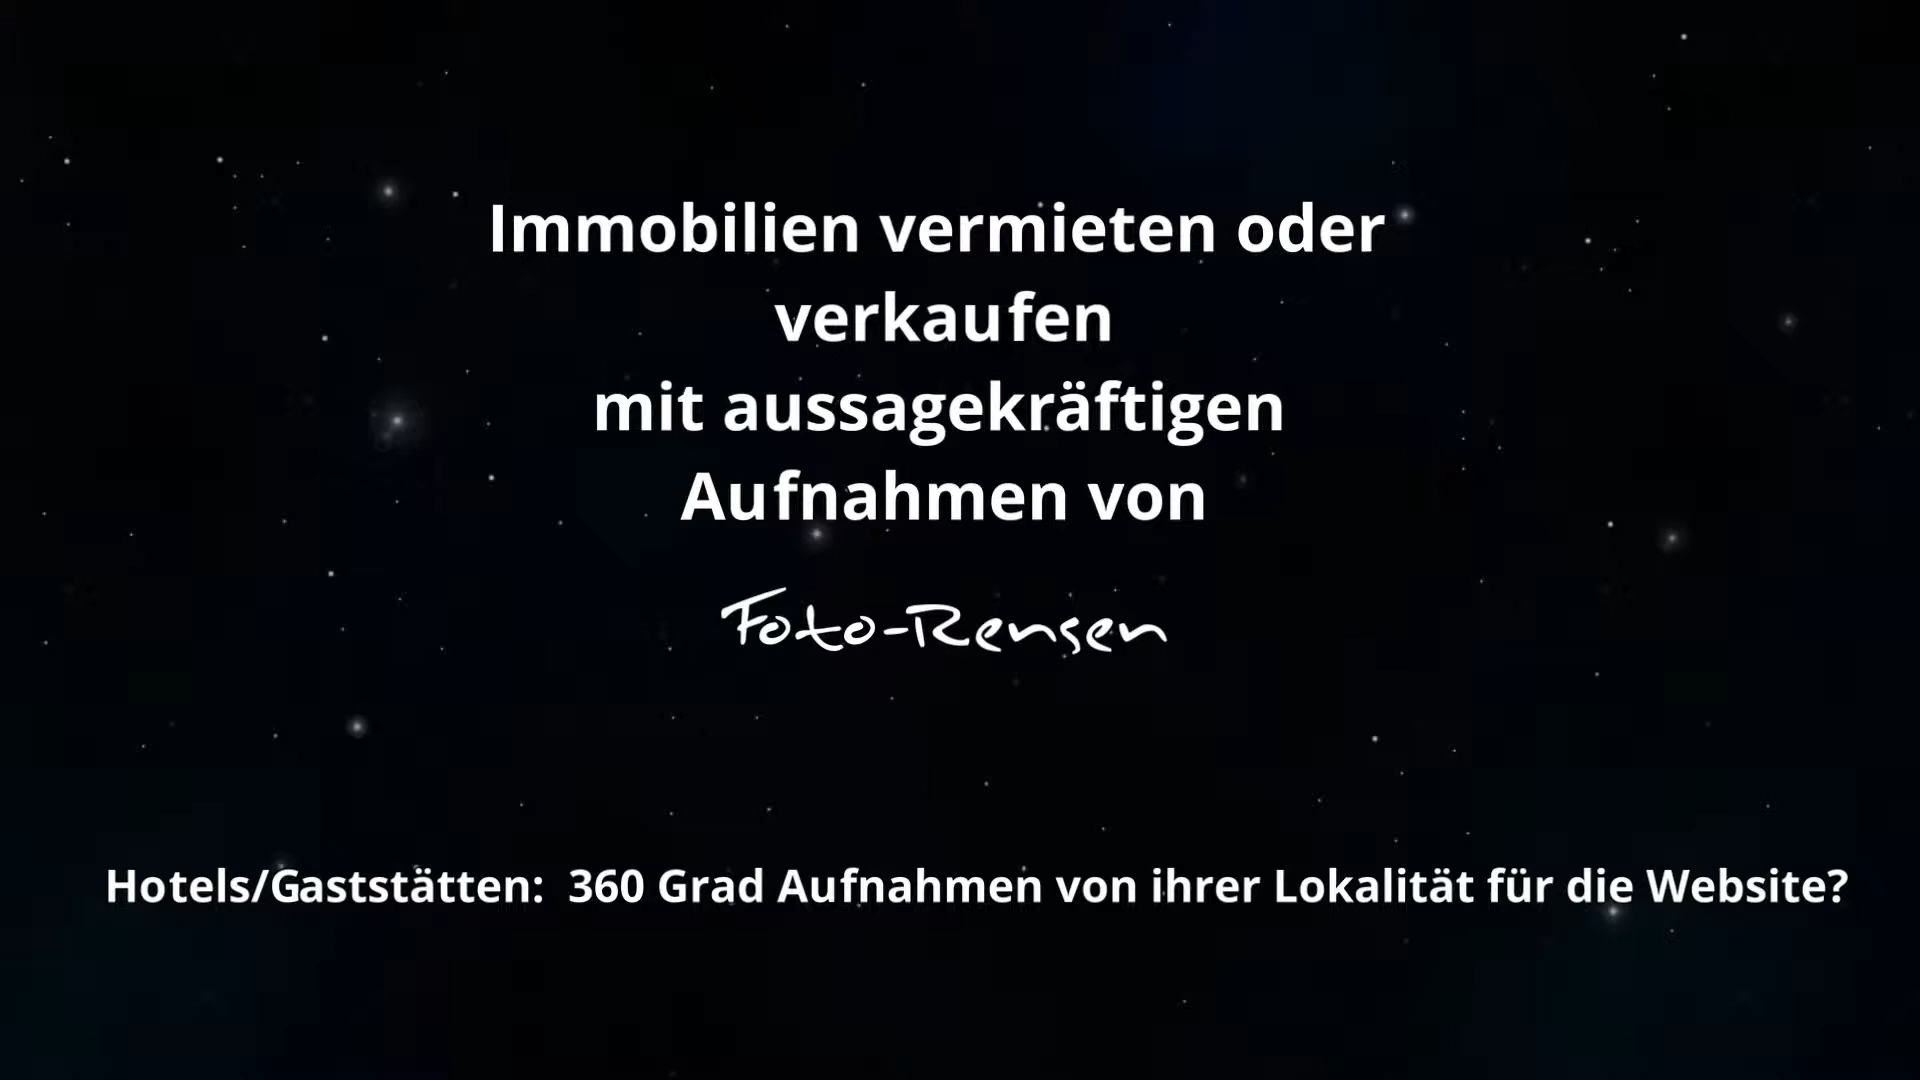 Immobilien vermieten oder
verkaufen
mit aussagekräftigen
Aufnahmen von
Foto-Rensen
Hotels/Gaststätten: 360 Grad Aufnahmen von ihrer Lokalität für die Website?